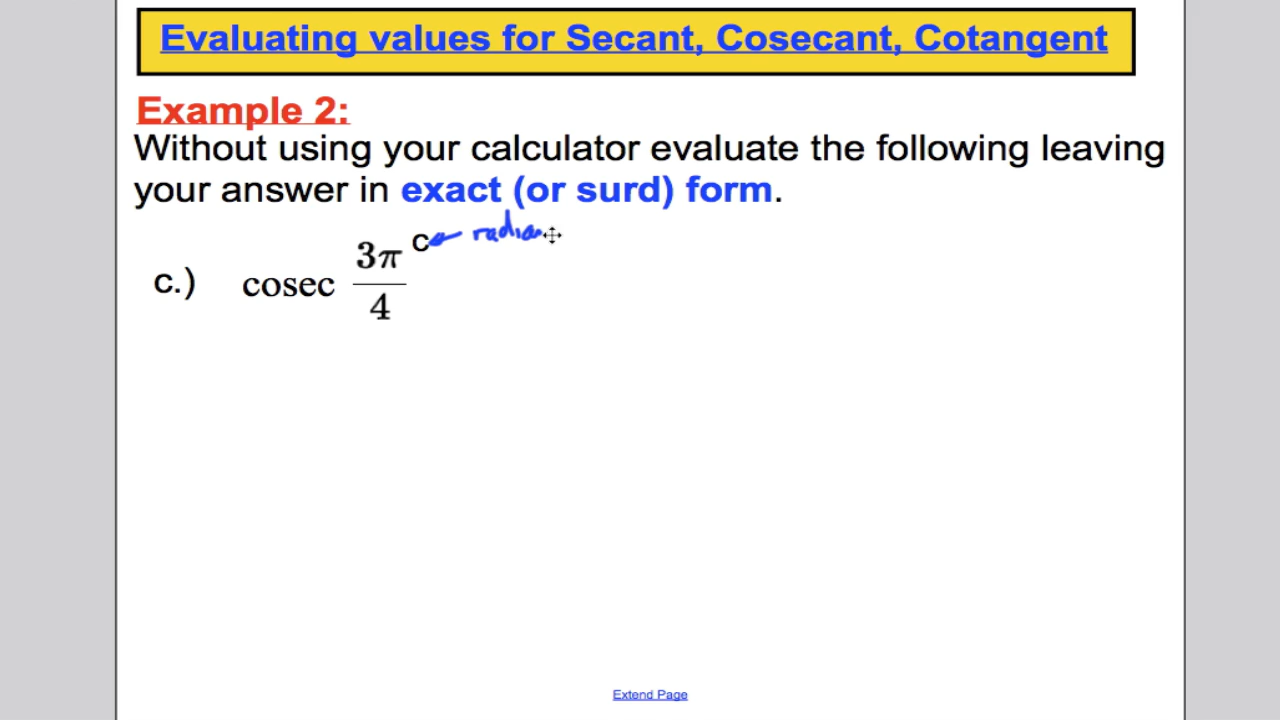 Evaluating values for Secant, Cosecant, Cotangent
Example 2:
Without using your calculator evaluate the following leaving
your answer in exact (or surd) form.
c.) cosec 3π/4 c radian
Extend Page